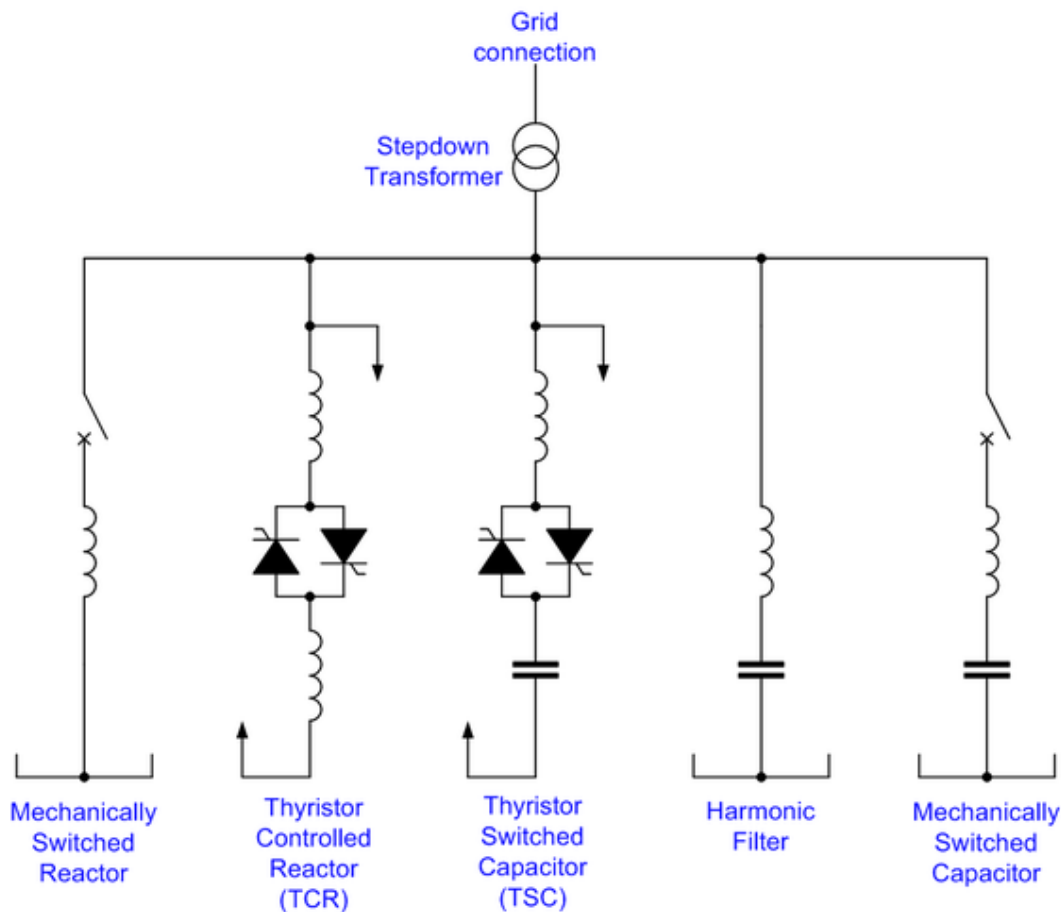 Grid
connection
Stepdown
Transformer
Mechanically
Switched
Reactor
Thyristor
Controlled
Reactor
(TCR)
Thyristor
Switched
Capacitor
(TSC)
Harmonic
Filter
Mechanically
Switched
Capacitor